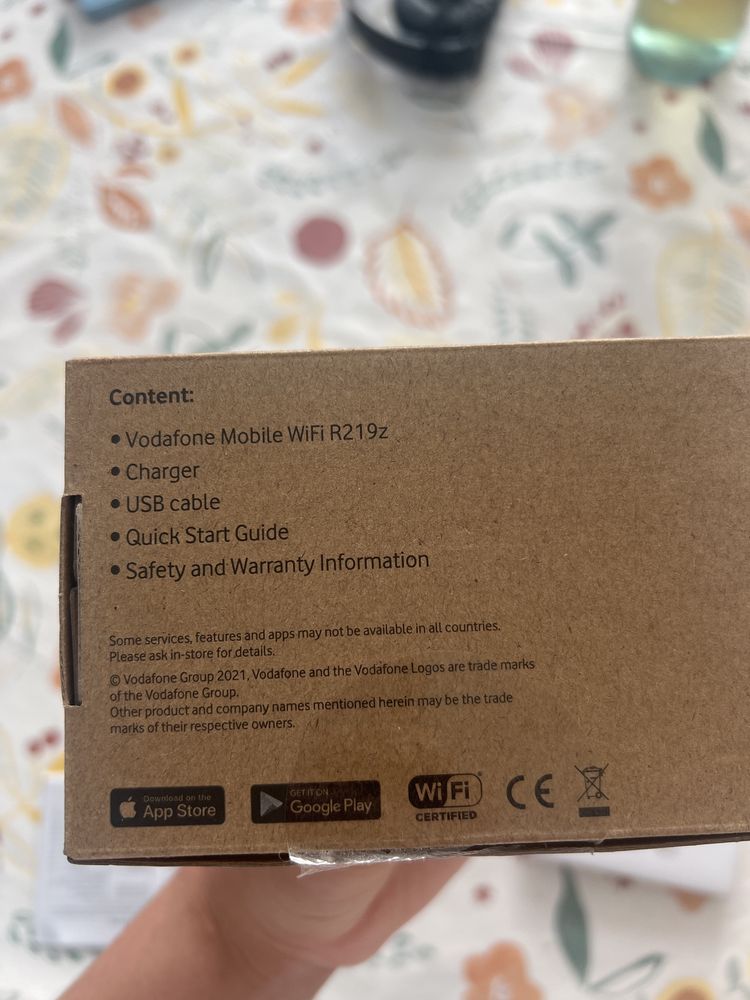 Content:
• Vodafone Mobile WiFi R219z
• Charger
• USB cable
• Quick Start Guide
• Safety and Warranty Information
Some services, features and apps may not be available in all countries.
Please ask in-store for details.
© Vodafone Group 2021, Vodafone and the Vodafone Logos are trade marks
of the Vodafone Group.
Other product and company names mentioned herein may be the trade
marks of their respective owners.
Download on the
App Store
GET IT ON
Google Play
WiFi®
CERTIFIED
CE